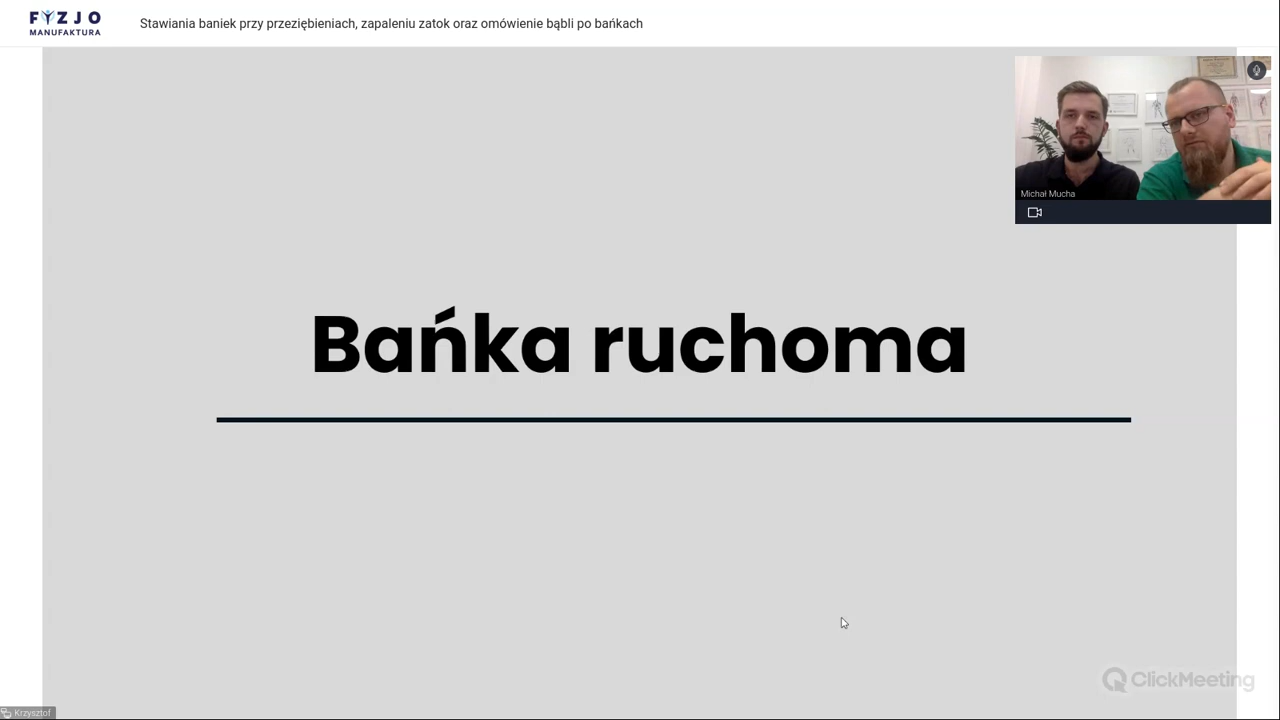 FYZJO
MANUFAKTURA
Stawiania baniek przy przeziębieniach, zapaleniu zatok oraz omówienie bąbli po bańkach
Michał Mucha
Bańka ruchoma
ClickMeeting
Krzysztof